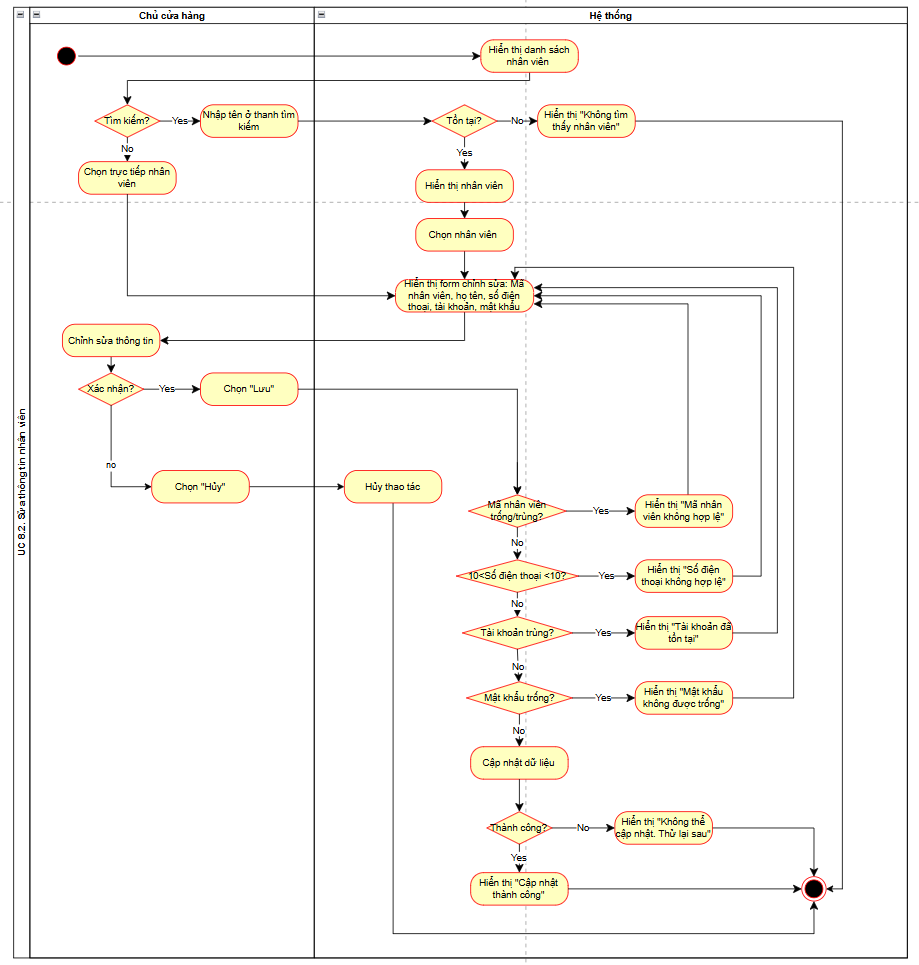 Chủ cửa hàng
Hệ thống
UC 8.2. Sửa thông tin nhân viên
Hiển thị danh sách
nhân viên
Tìm kiếm?
Yes
Nhập tên ở thanh tìm
kiếm
Tồn tại?
No
Hiển thị "Không tìm
thấy nhân viên"
No
Yes
Chọn trực tiếp nhân
viên
Hiển thị nhân viên
Chọn nhân viên
Hiển thị form chỉnh sửa: Mã
nhân viên, họ tên, số điện
thoại, tài khoản, mật khẩu
Chỉnh sửa thông tin
Xác nhận?
Yes
Chọn "Lưu"
no
Chọn "Hủy"
Hủy thao tác
Mã nhân viên
trống/trùng?
Yes
Hiển thị "Mã nhân
viên không hợp lệ"
No
10<Số điện thoại <10?
Yes
Hiển thị "Số điện
thoại không hợp lệ"
No
Tài khoản trùng?
Yes
Hiển thị "Tài khoản đã
tồn tại"
No
Mật khẩu trống?
Yes
Hiển thị "Mật khẩu
không được trống"
No
Cập nhật dữ liệu
Thành công?
No
Hiển thị "Không thể
cập nhật. Thử lại sau"
Yes
Hiển thị "Cập nhật
thành công"